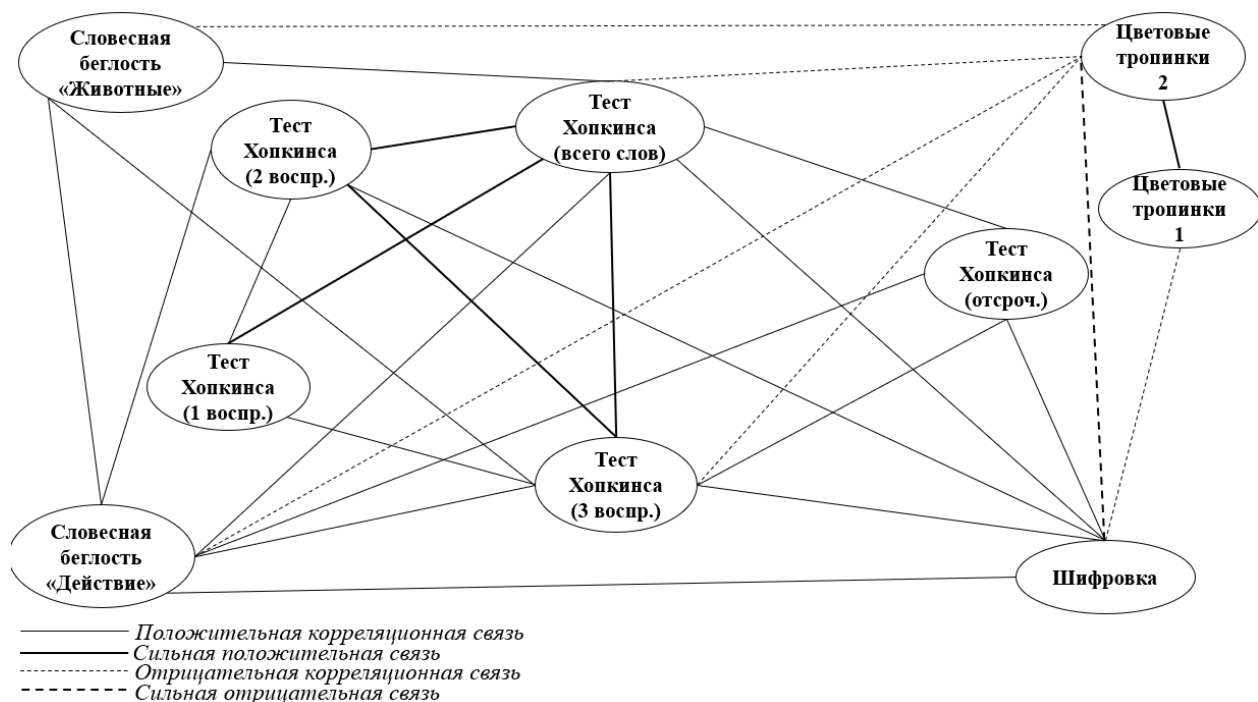 Словесная
беглость
«Животные»
Цветовые
тропинки
2
Тест
Хопкинса
(2 воспр.)
Тест
Хопкинса
(всего слов)
Цветовые
тропинки
1
Тест
Хопкинса
(отсроч.)
Тест
Хопкинса
(1 воспр.)
Тест
Хопкинса
(3 воспр.)
Словесная
беглость
«Действие»
Шифровка
Положительная корреляционная связь
Сильная положительная связь
Отрицательная корреляционная связь
Сильная отрицательная связь